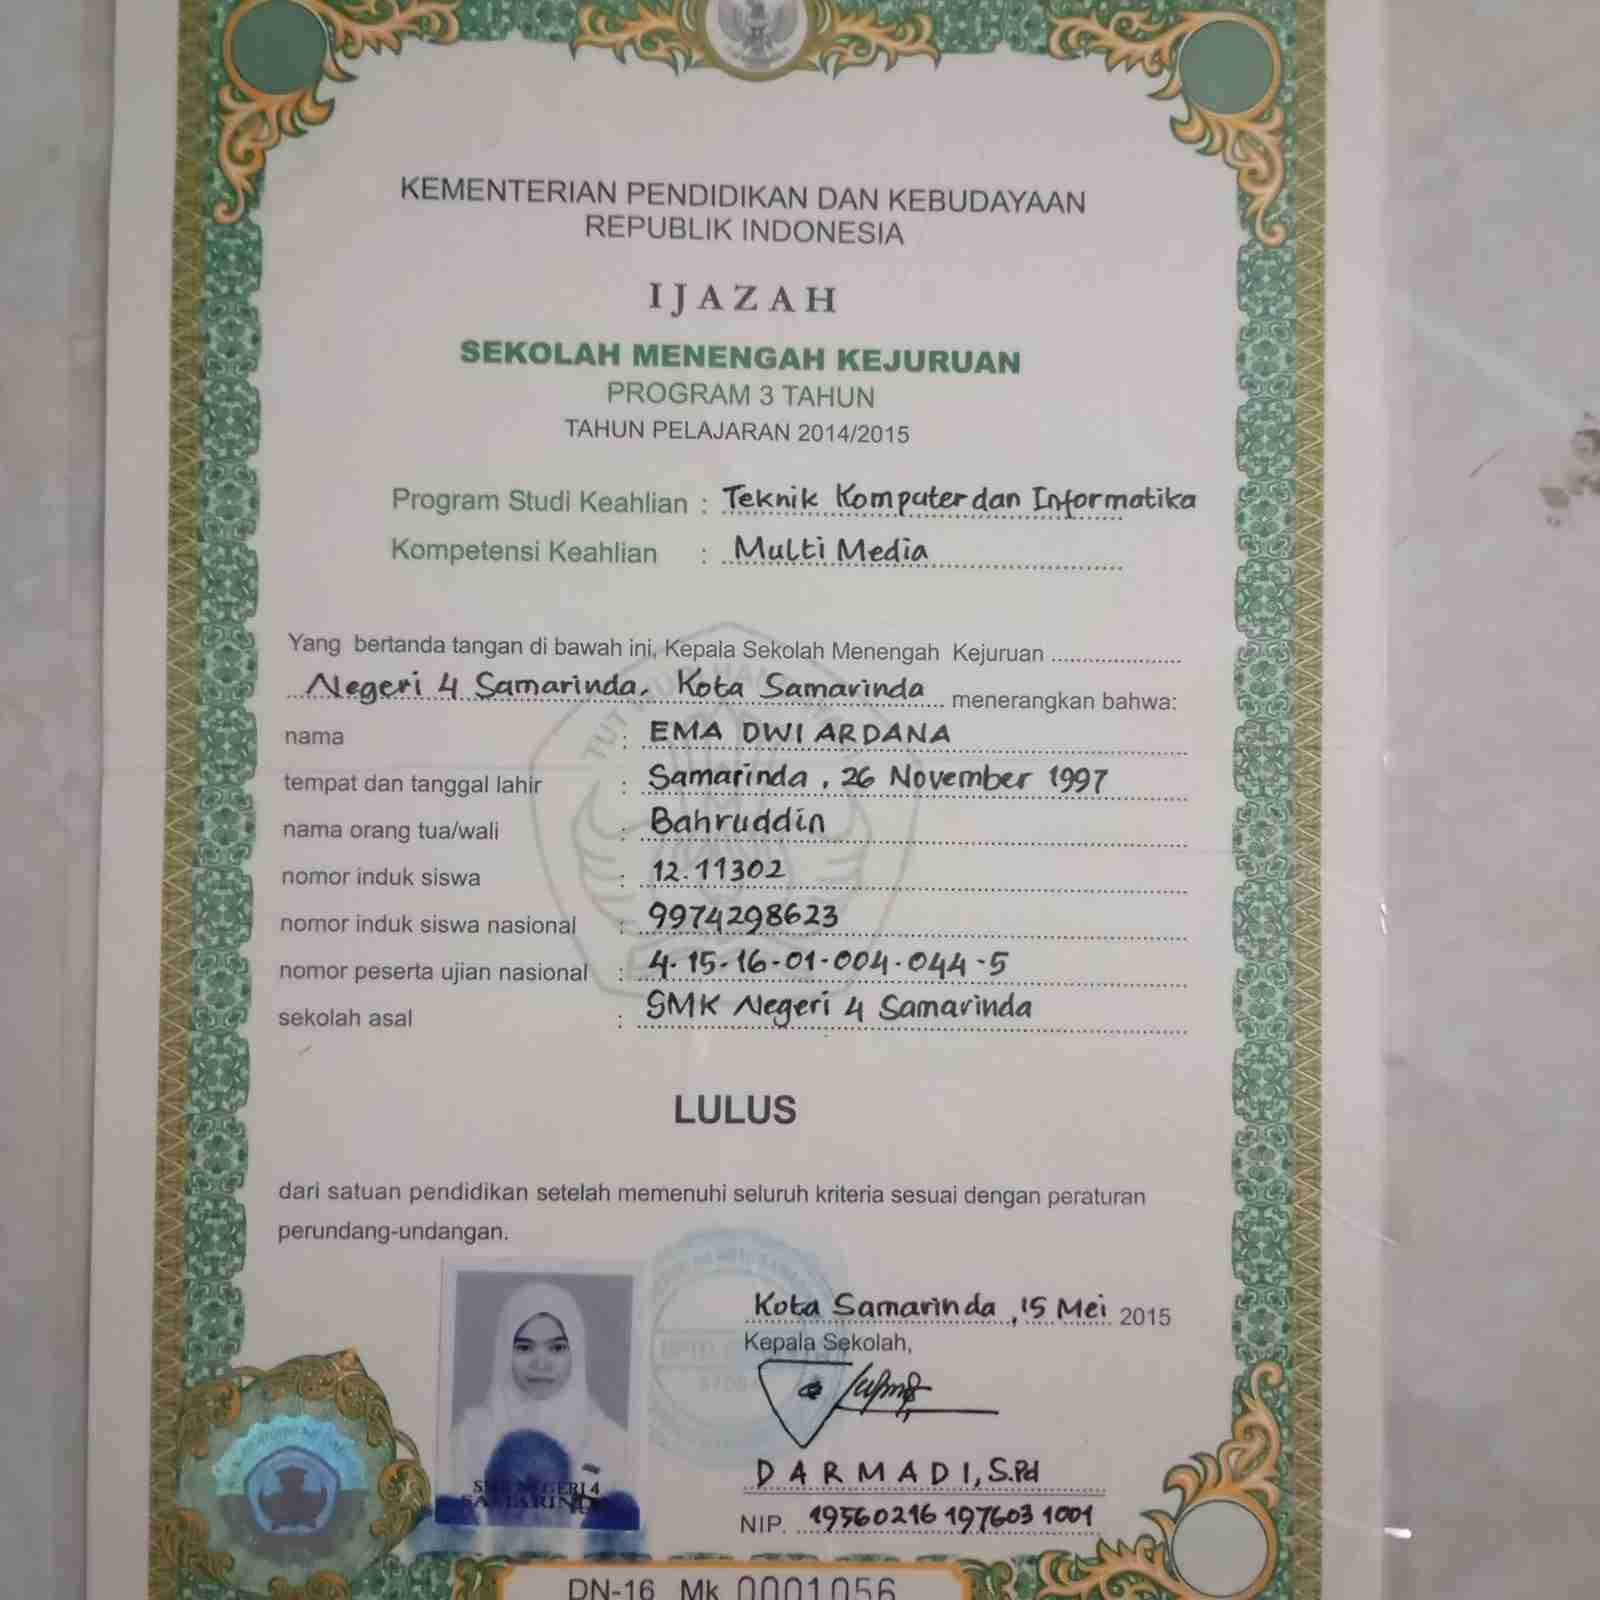 KEMENTERIAN PENDIDIKAN DAN KEBUDAYAAN
REPUBLIK INDONESIA
IJAZAH
SEKOLAH MENENGAH KEJURUAN
PROGRAM 3 TAHUN
TAHUN PELAJARAN 2014/2015
Program Studi Keahlian : Teknik Komputer dan Informatika
Kompetensi Keahlian : Multi Media
Yang bertanda tangan di bawah ini, Kepala Sekolah Menengah Kejuruan
Negeri 4 Samarinda, Kota Samarinda menerangkan bahwa:
nama : EMA DWI ARDANA
tempat dan tanggal lahir : Samarinda, 26 November 1997
nama orang tua/wali : Bahruddin
nomor induk siswa : 12.11302
nomor induk siswa nasional : 9974298623
nomor peserta ujian nasional : 4-15-16-01-004-044-5
sekolah asal : SMK Negeri 4 Samarinda
LULUS
dari satuan pendidikan setelah memenuhi seluruh kriteria sesuai dengan peraturan
perundang-undangan.
Kota Samarinda, 15 Mei 2015
Kepala Sekolah,
DARMADI, S.Pd
NIP. 19560216 197603 1001
NEGERI 4
SAMARINDA
DN-16 Mk 0001056